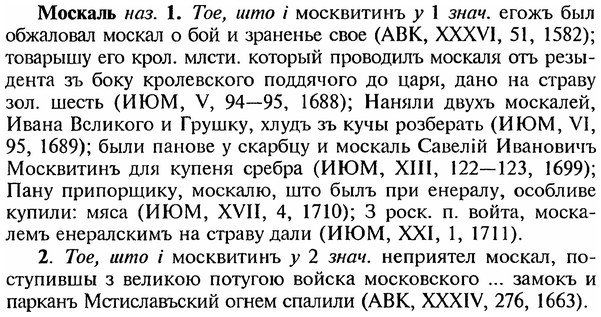 Москаль наз. 1. Тое, што і москвитинъ у 1 знач. егожъ был
обжаловал москал о бой и зраненье свое (АВК, XXXVI, 51, 1582);
товарышу его крол. млсти. который проводилъ москаля отъ резы-
дента зъ боку кролевского поддячого до царя, дано на страву
зол. шесть (ИЮМ, V, 94—95, 1688); Наняли двухъ москалей,
Ивана Великого и Грушку, хлудъ зъ кучы розберать (ИЮМ, VI,
95, 1689); были панове у скарбцу и москаль Савелій Ивановичъ
Москвитинъ для купеня сребра (ИЮМ, XIII, 122—123, 1699);
Пану припорщику, москалю, што былъ при енералу, особливе
купили: мяса (ИЮМ, XVII, 4, 1710); З роск. п. войта, моска-
лемъ енералскимъ на страву дали (ИЮМ, XXI, 1, 1711).
2. Тое, што і москвитинъ у 2 знач. неприятел москал, по-
ступившы з великою потугою войска московского ... замокъ и
парканъ Мстиславъский огнем спалили (АВК, XXXIV, 276, 1663).